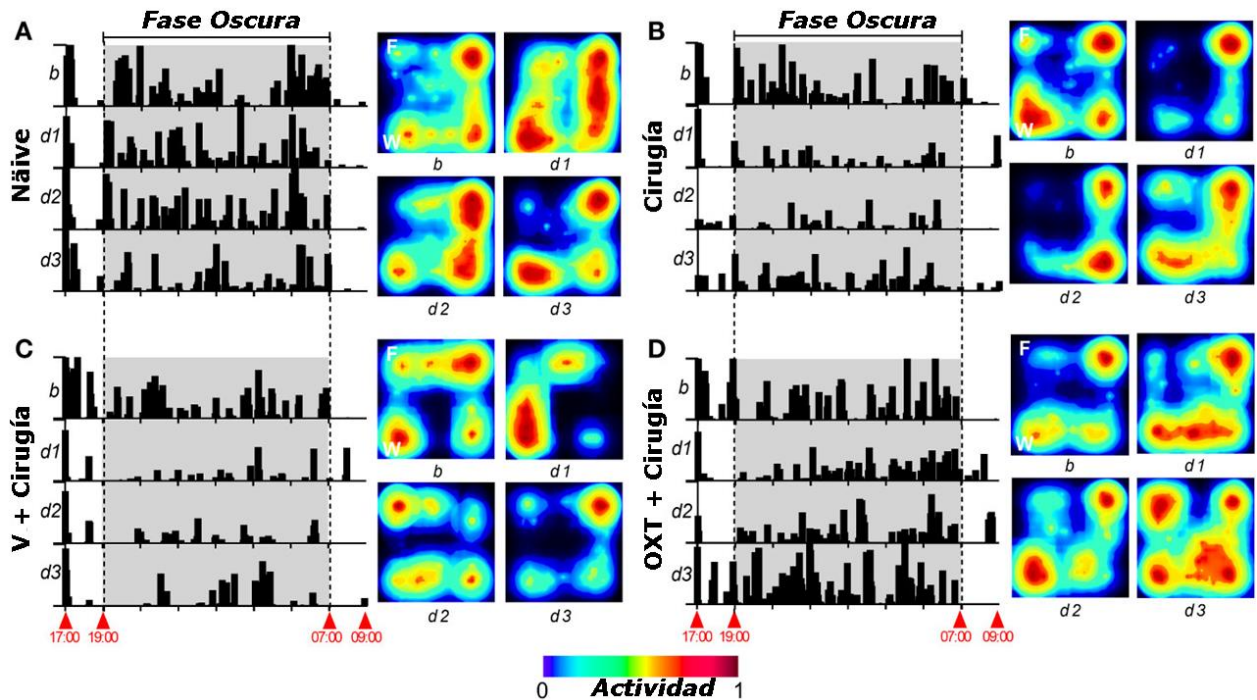 A
Fase Oscura
Näive
b
d1
d2
d3
F
W
b
d1
d2
d3
B
Fase Oscura
Cirugía
b
d1
d2
d3
F
W
b
d1
d2
d3
C
V + Cirugía
b
d1
d2
d3
17:00
19:00
07:00
09:00
F
W
b
d1
d2
d3
D
OXT + Cirugía
b
d1
d2
d3
17:00
19:00
07:00
09:00
F
W
b
d1
d2
d3
0
Actividad
1